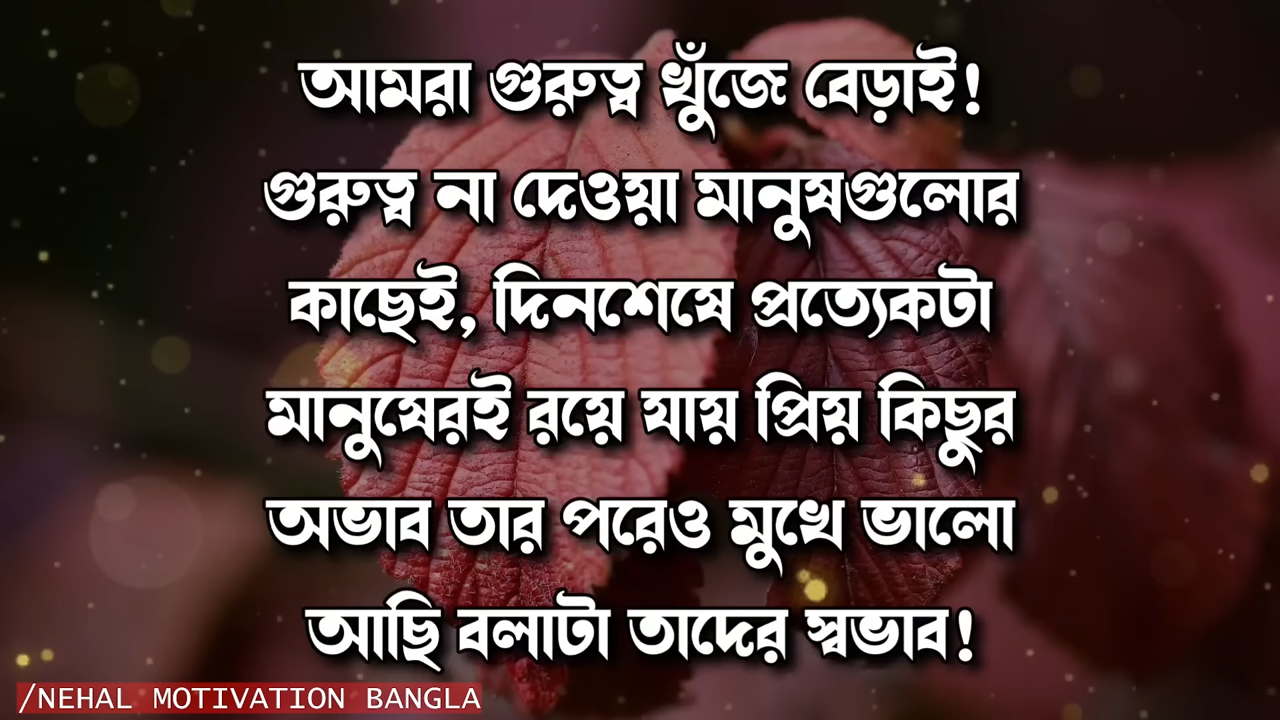 আমরা গুরুত্ব খুঁজে বেড়াই!
গুরুত্ব না দেওয়া মানুষগুলোর
কাছেই, দিনশেষে প্রত্যেকটা
মানুষেরই রয়ে যায় প্রিয় কিছুর
অভাব তার পরেও মুখে ভালো
আছি বলাটা তাদের স্বভাব!
/NEHAL MOTIVATION BANGLA